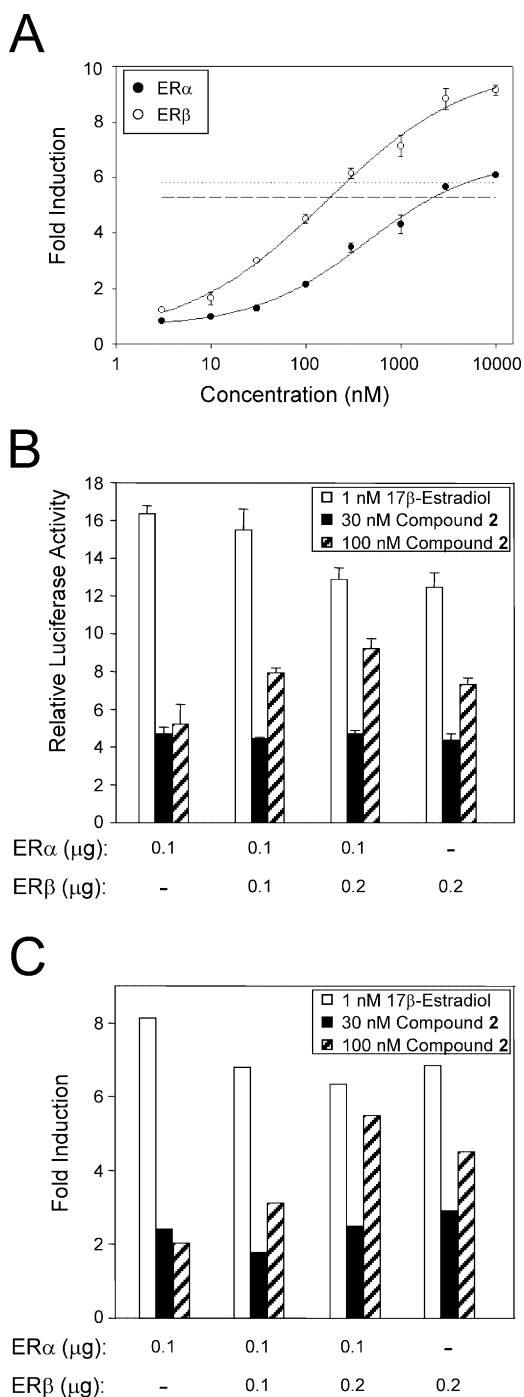 A
ERα
ERβ
10
8
6
4
2
0
Fold Induction
1 10 100 1000 10000
Concentration (nM)
B
18
16
14
12
10
8
6
4
2
0
Relative Luciferase Activity
1 nM 17β-Estradiol
30 nM Compound 2
100 nM Compound 2
ERα (μg): 0.1 0.1 0.1 -
ERβ (μg): - 0.1 0.2 0.2
C
8
6
4
2
0
Fold Induction
1 nM 17β-Estradiol
30 nM Compound 2
100 nM Compound 2
ERα (μg): 0.1 0.1 0.1 -
ERβ (μg): - 0.1 0.2 0.2